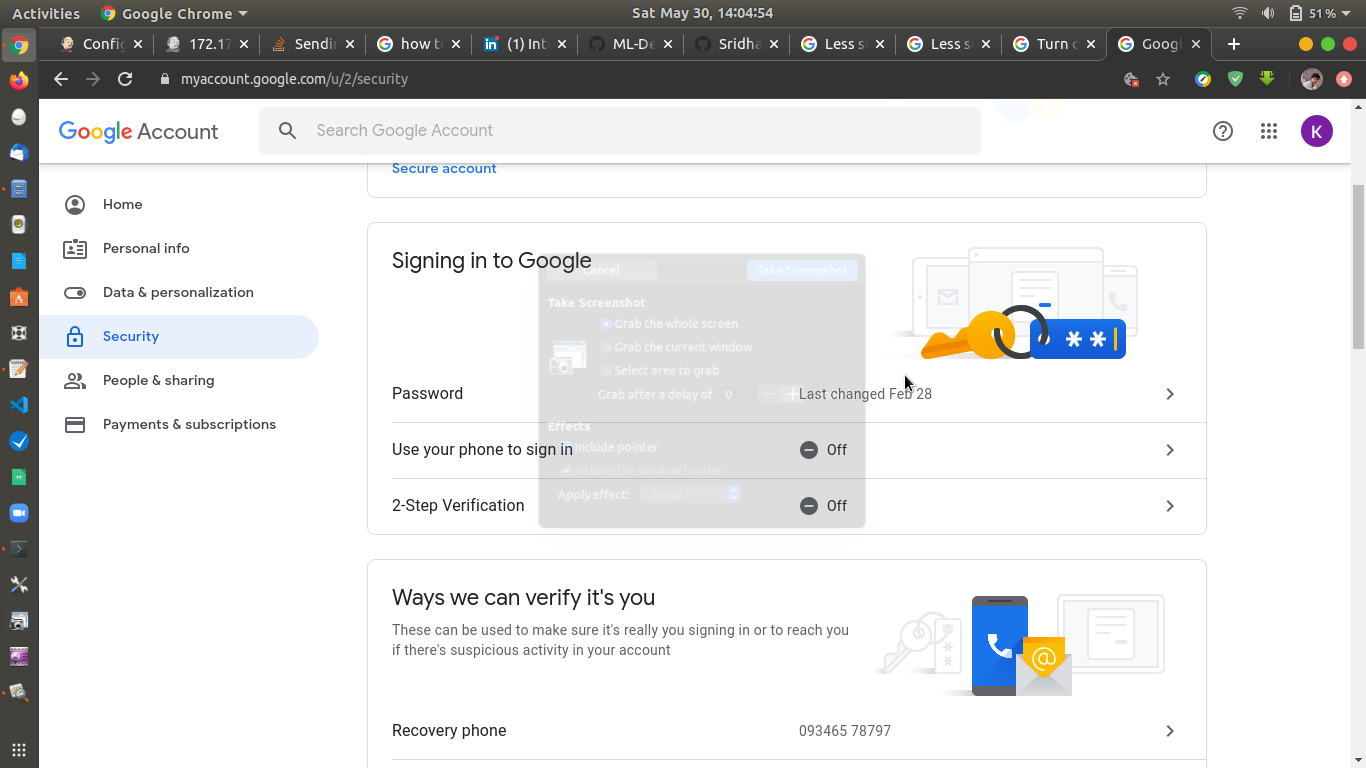 Activities
Google Chrome
Sat May 30, 14:04:54
51 %
Config
172.17
Sendin
how to
(1) Int
ML-De
Sridha
Less s
Less s
Turn o
Googl
myaccount.google.com/u/2/security
Google Account
Search Google Account
K
Secure account
Home
Personal info
Data & personalization
Security
People & sharing
Payments & subscriptions
Signing in to Google
Cancel
Take Screenshot
Take Screenshot
Grab the whole screen
Grab the current window
Select area to grab
Grab after a delay of 0
Effects
Include pointer
Include the window border
Apply effect: None
Password
Last changed Feb 28
Use your phone to sign in
Off
2-Step Verification
Off
Ways we can verify it's you
These can be used to make sure it's really you signing in or to reach you
if there's suspicious activity in your account
Recovery phone
093465 78797